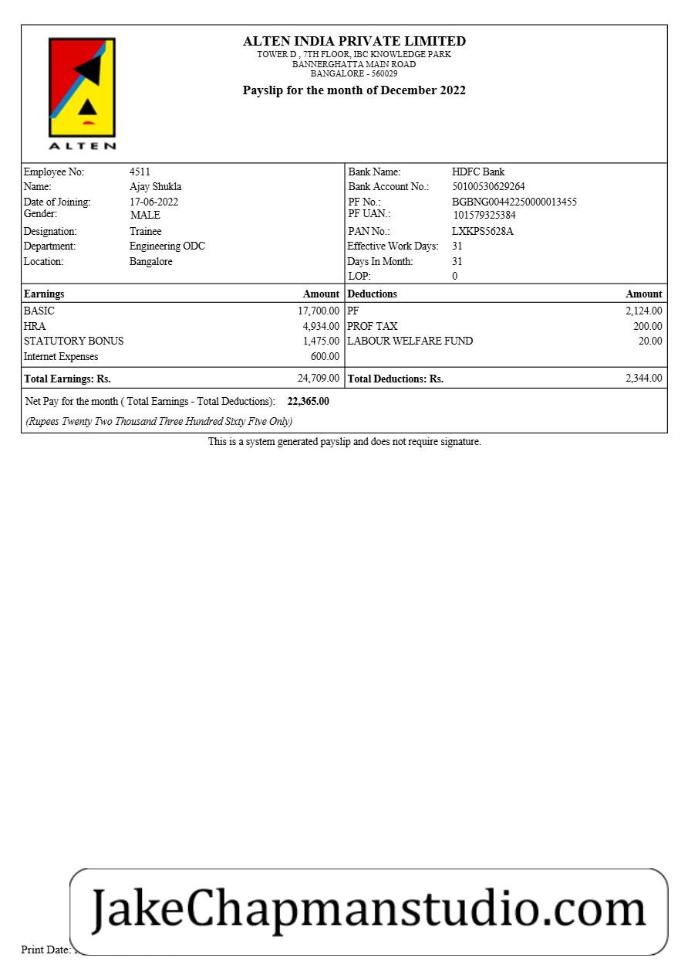 ALTEN INDIA PRIVATE LIMITED
TOWER D , 7TH FLOOR, IBC KNOWLEDGE PARK
BANNERGHATTA MAIN ROAD
BANGALORE - 560029
Payslip for the month of December 2022
ALTEN
Employee No: 4511 Bank Name: HDFC Bank
Name: Ajay Shukla Bank Account No.: 50100530629264
Date of Joining: 17-06-2022 PF No.: BGBNG00442250000013455
Gender: MALE PF UAN.: 101579325384
Designation: Trainee PAN No.: LXKPS5628A
Department: Engineering ODC Effective Work Days: 31
Location: Bangalore Days In Month: 31
LOP: 0
Earnings Amount Deductions Amount
BASIC 17,700.00 PF 2,124.00
HRA 4,934.00 PROF TAX 200.00
STATUTORY BONUS 1,475.00 LABOUR WELFARE FUND 20.00
Internet Expenses 600.00
Total Earnings: Rs. 24,709.00 Total Deductions: Rs. 2,344.00
Net Pay for the month ( Total Earnings - Total Deductions): 22,365.00
(Rupees Twenty Two Thousand Three Hundred Sixty Five Only)
This is a system generated payslip and does not require signature.
JakeChapmanstudio.com
Print Date: